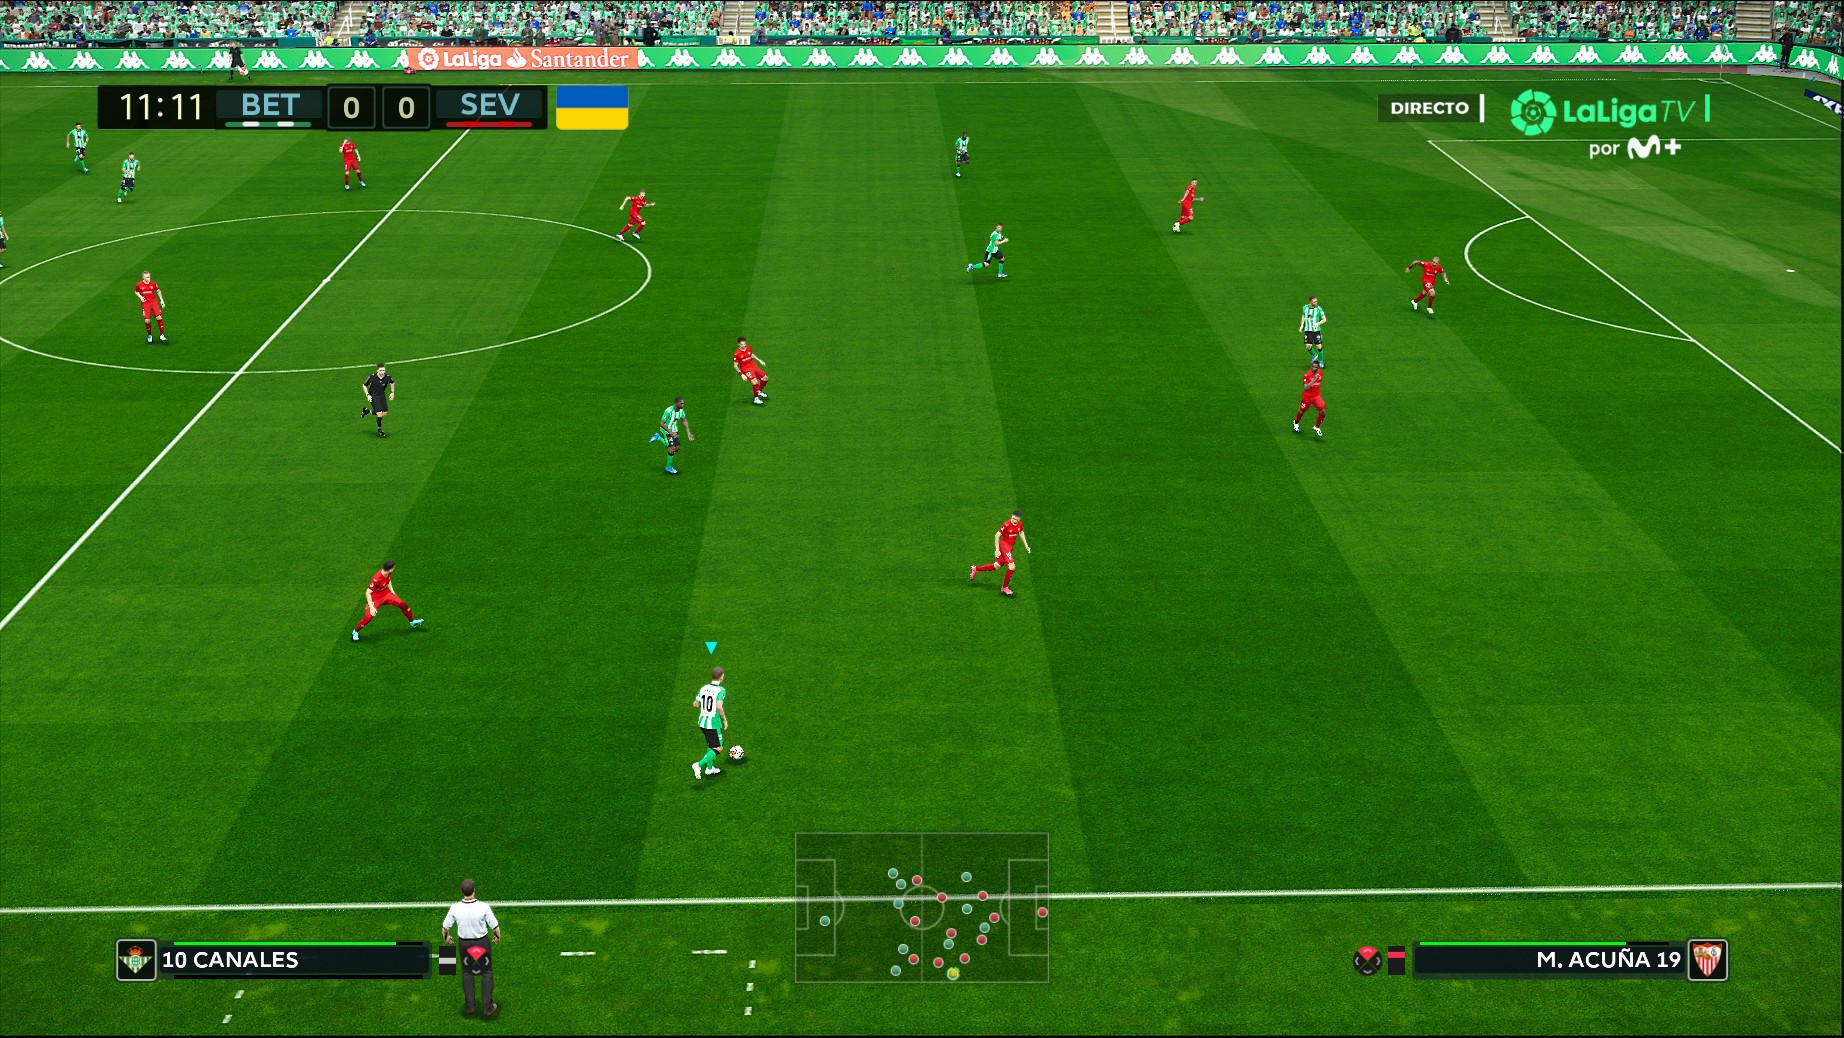 LaLiga Santander
11:11 BET 0 0 SEV
DIRECTO
LaLiga TV
por M+
10
10 CANALES
M. ACUÑA 19